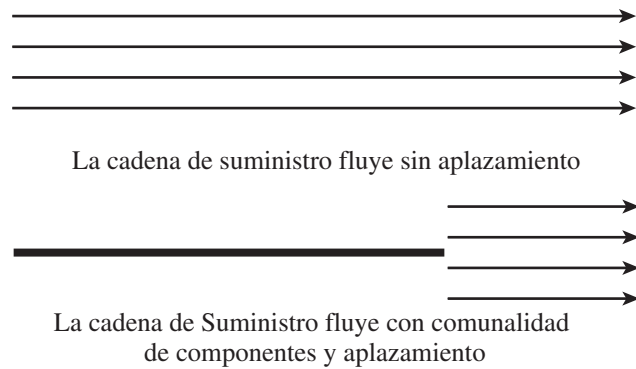 La cadena de suministro fluye sin aplazamiento
La cadena de Suministro fluye con comunalidad
de componentes y aplazamiento